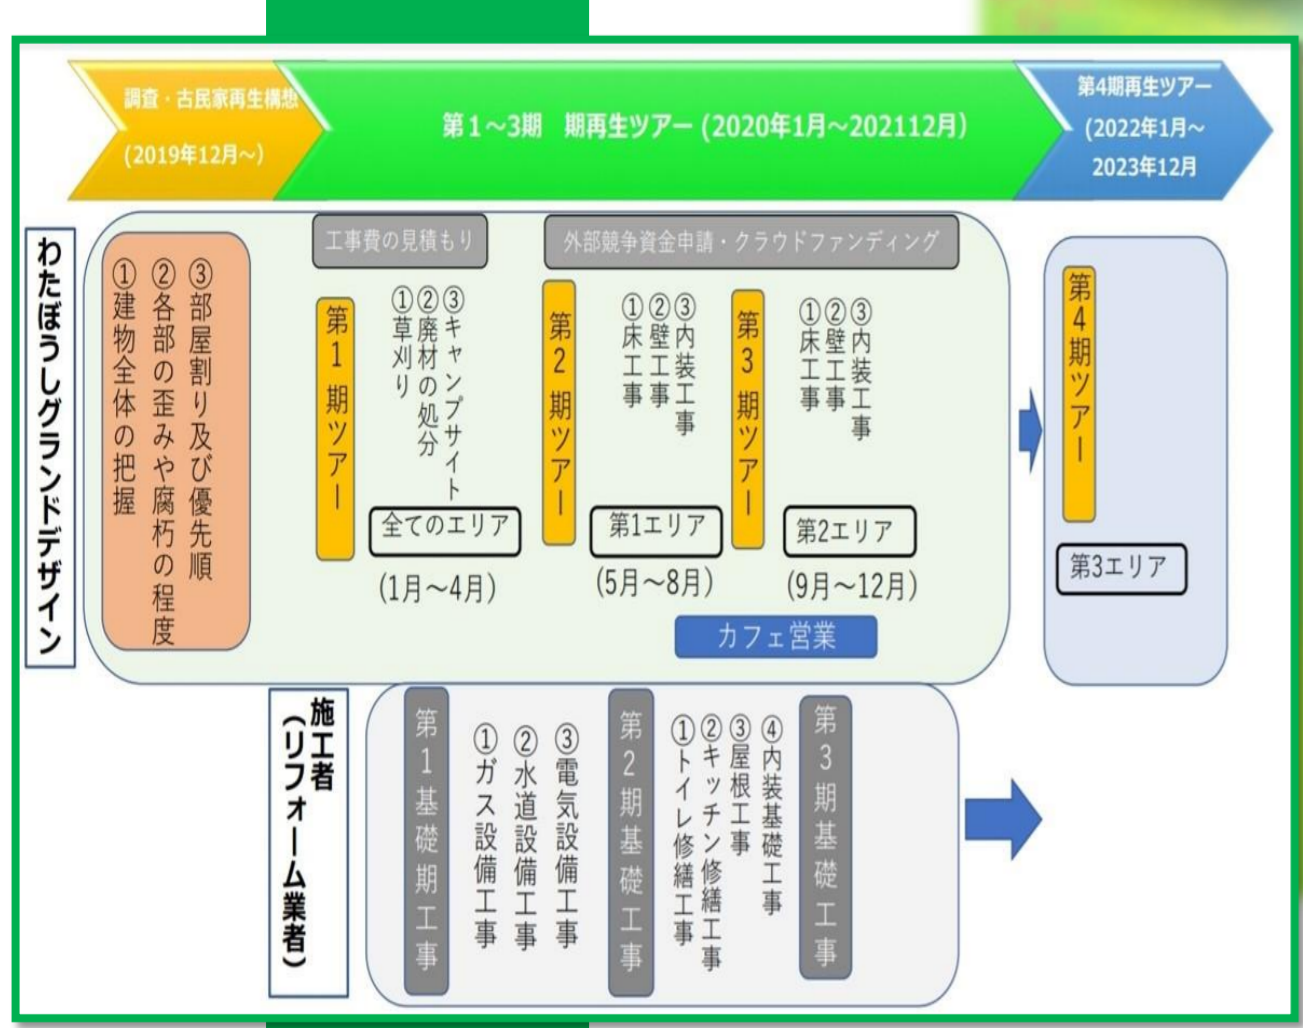 調査・古民家再生構想
(2019年12月～)
第１～3期　期再生ツアー (2020年1月～202112月)
第4期再生ツアー
(2022年1月～
2023年12月
わたぼうしグランドデザイン
①建物全体の把握
②各部の歪みや腐朽の程度
③部屋割り及び優先順
工事費の見積もり
第1期ツアー
①草刈り
②廃材の処分
③キャンプサイト
全てのエリア
(1月～4月)
外部競争資金申請・クラウドファンディング
第2期ツアー
①床工事
②壁工事
③内装工事
第1エリア
(5月～8月)
第3期ツアー
①床工事
②壁工事
③内装工事
第2エリア
(9月～12月)
カフェ営業
第4期ツアー
第3エリア
施工者
(リフォーム業者)
第1基礎期工事
①ガス設備工事
②水道設備工事
③電気設備工事
第2期基礎工事
①トイレ修繕工事
②キッチン修繕工事
③屋根工事
④内装基礎工事
第3期基礎工事